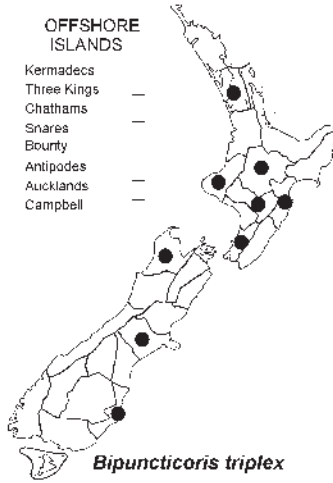 OFFSHORE
ISLANDS
Kermadecs
Three Kings
Chathams
Snares
Bounty
Antipodes
Aucklands
Campbell
Bipuncticoris triplex